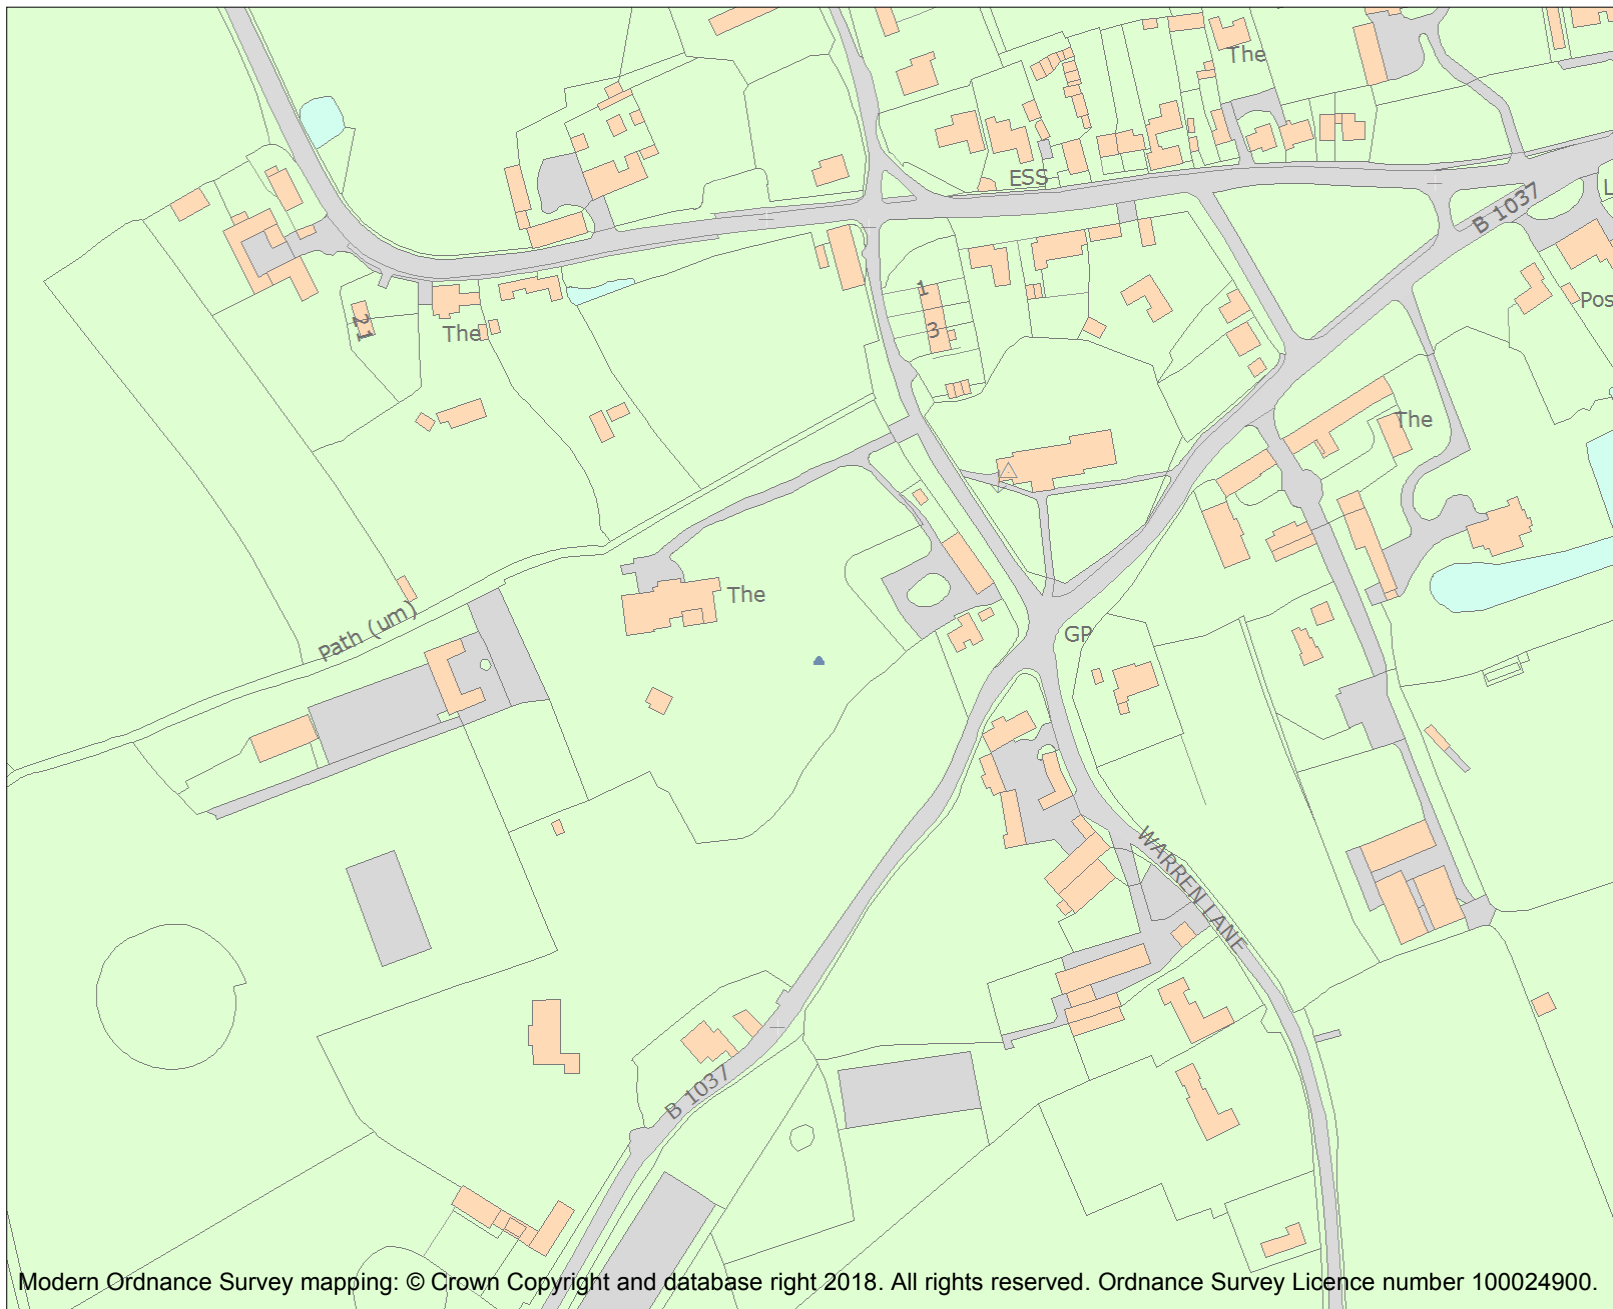 The
ESS
B 1037
L
1
3
Pos
21
The
The
The
Path (um)
GP
WARREN LANE
B 1037
Modern Ordnance Survey mapping: © Crown Copyright and database right 2018. All rights reserved. Ordnance Survey Licence number 100024900.